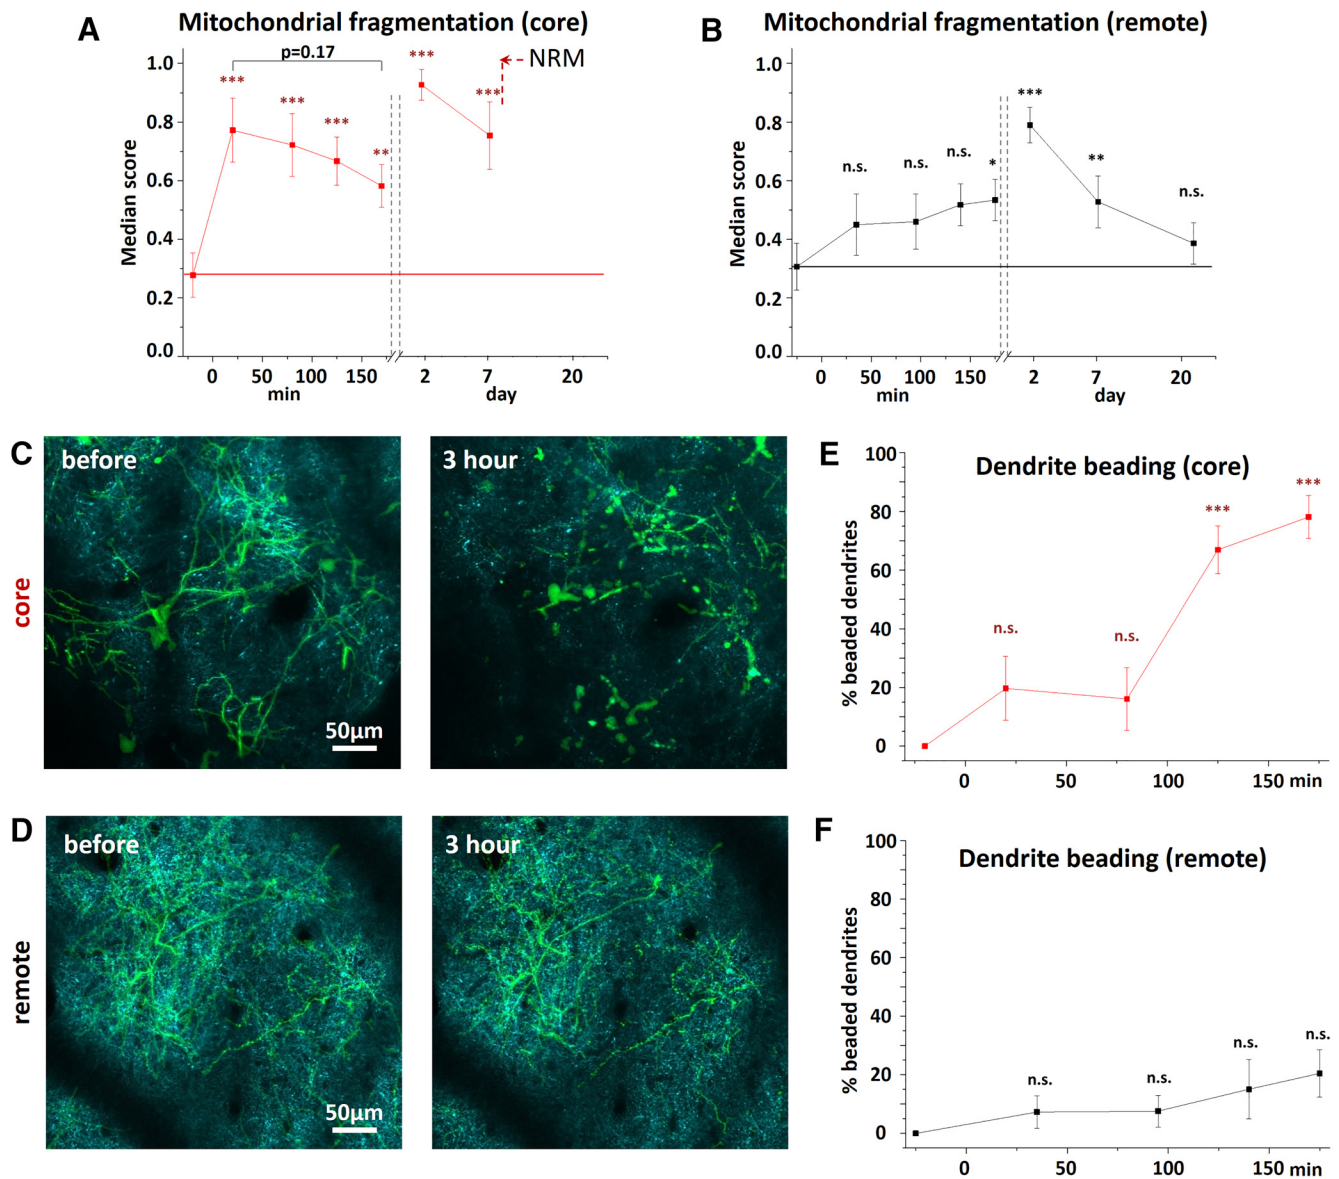 A
Mitochondrial fragmentation (core)
p=0.17
***
***
***
**
***
***
NRM
1.0
0.8
0.6
0.4
0.2
0.0
Median score
0
50
100
150
2
7
20
min
day
B
Mitochondrial fragmentation (remote)
n.s.
n.s.
n.s.
*
***
**
n.s.
1.0
0.8
0.6
0.4
0.2
0.0
Median score
0
50
100
150
2
7
20
min
day
C
core
before
50µm
3 hour
E
Dendrite beading (core)
n.s.
n.s.
***
***
100
80
60
40
20
0
% beaded dendrites
0
50
100
150 min
D
remote
before
50µm
3 hour
F
Dendrite beading (remote)
n.s.
n.s.
n.s.
n.s.
100
80
60
40
20
0
% beaded dendrites
0
50
100
150 min